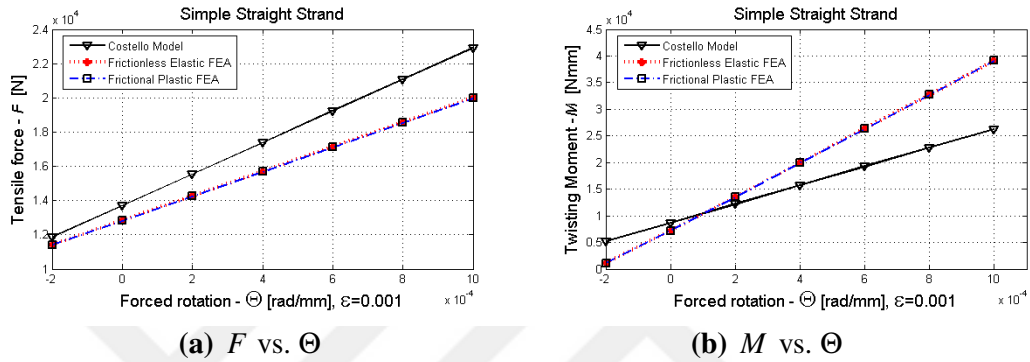 Simple Straight Strand
x 10⁴
2.4
2.2
2
1.8
1.6
1.4
1.2
1
Tensile force - F [N]
Costello Model
Frictionless Elastic FEA
Frictional Plastic FEA
-2 0 2 4 6 8 10
x 10⁻⁴
Forced rotation - Θ [rad/mm], ε=0.001
(a) F vs. Θ
Simple Straight Strand
x 10⁴
4.5
4
3.5
3
2.5
2
1.5
1
0.5
0
Twisting Moment - M [Nmm]
Costello Model
Frictionless Elastic FEA
Frictional Plastic FEA
-2 0 2 4 6 8 10
x 10⁻⁴
Forced rotation - Θ [rad/mm], ε=0.001
(b) M vs. Θ